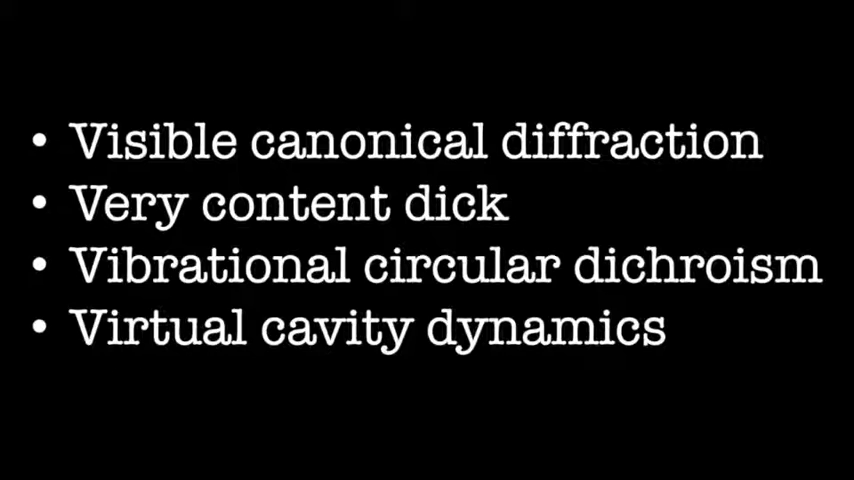 • Visible canonical diffraction
• Very content dick
• Vibrational circular dichroism
• Virtual cavity dynamics